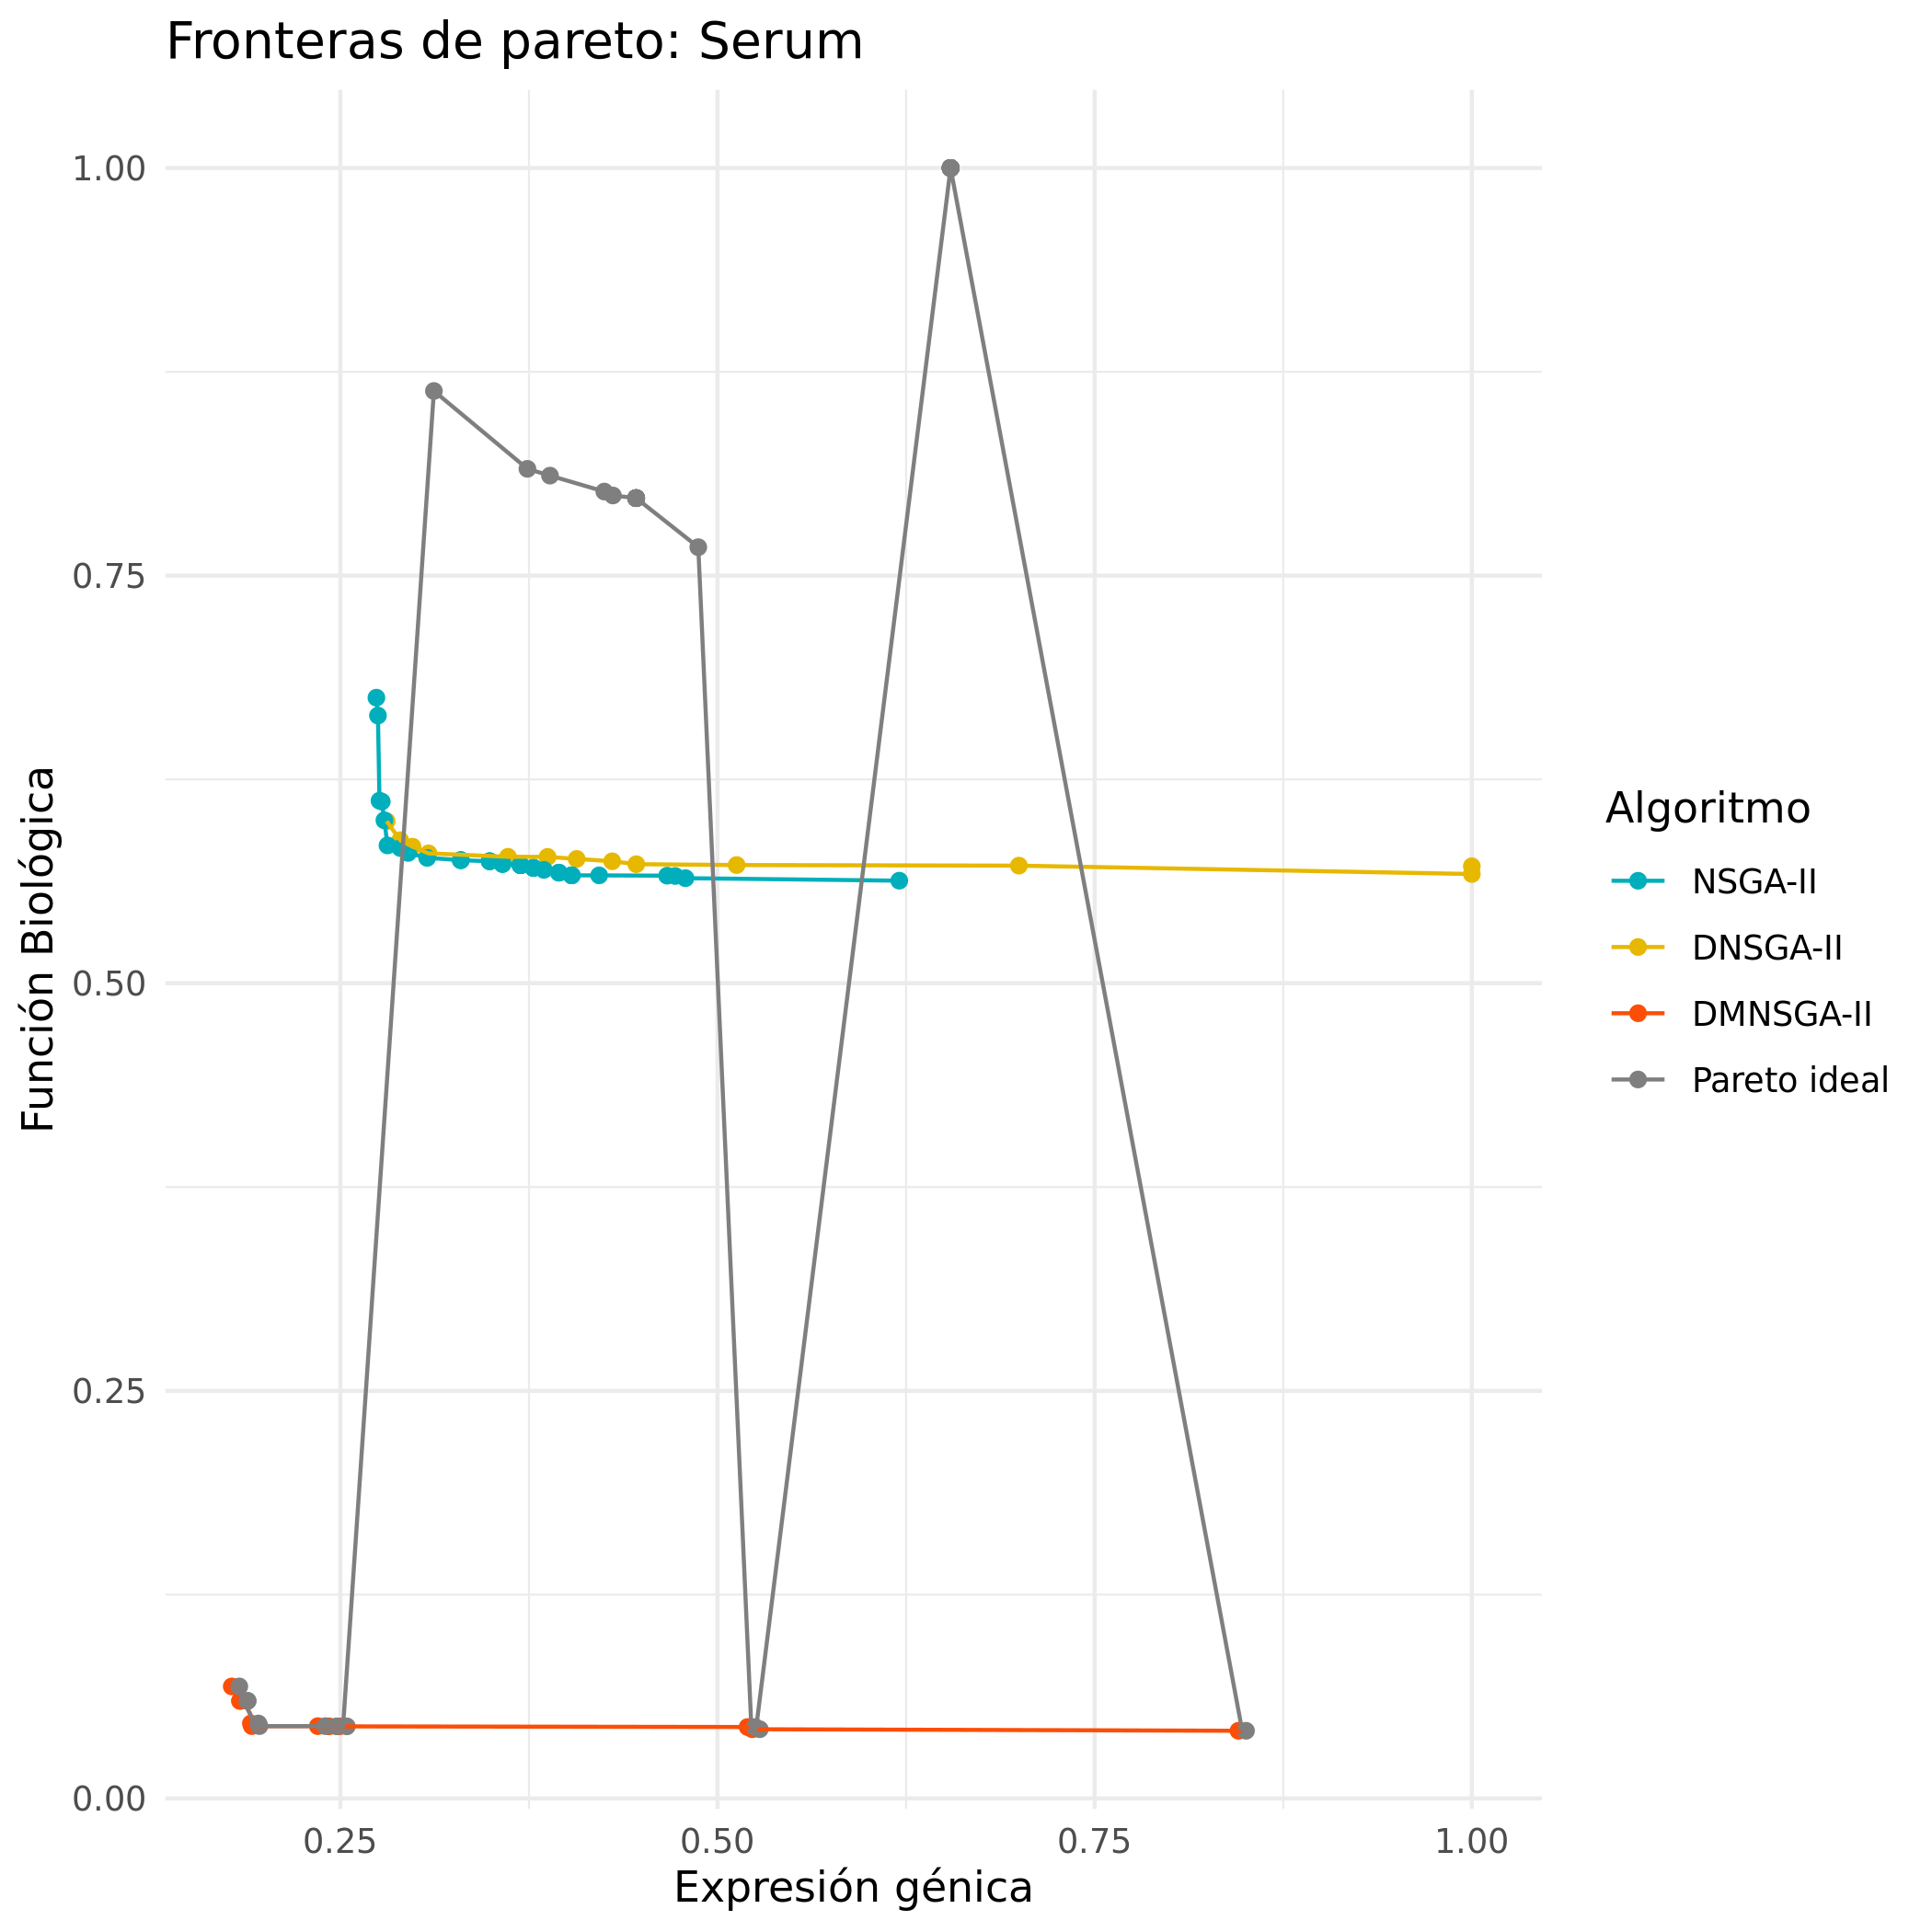 Fronteras de pareto: Serum
1.00
0.75
0.50
0.25
0.00
Función Biológica
0.25 0.50 0.75 1.00
Expresión génica
Algoritmo
NSGA-II
DNSGA-II
DMNSGA-II
Pareto ideal